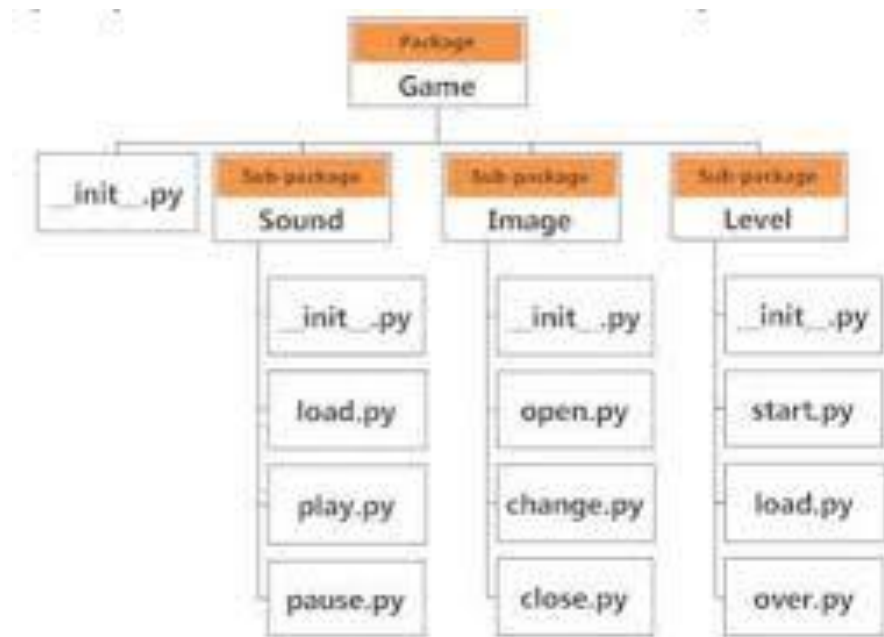 Package
Game
__init__.py
Sub-package
Sound
Sub-package
Image
Sub-package
Level
__init__.py
load.py
play.py
pause.py
__init__.py
open.py
change.py
close.py
__init__.py
start.py
load.py
over.py